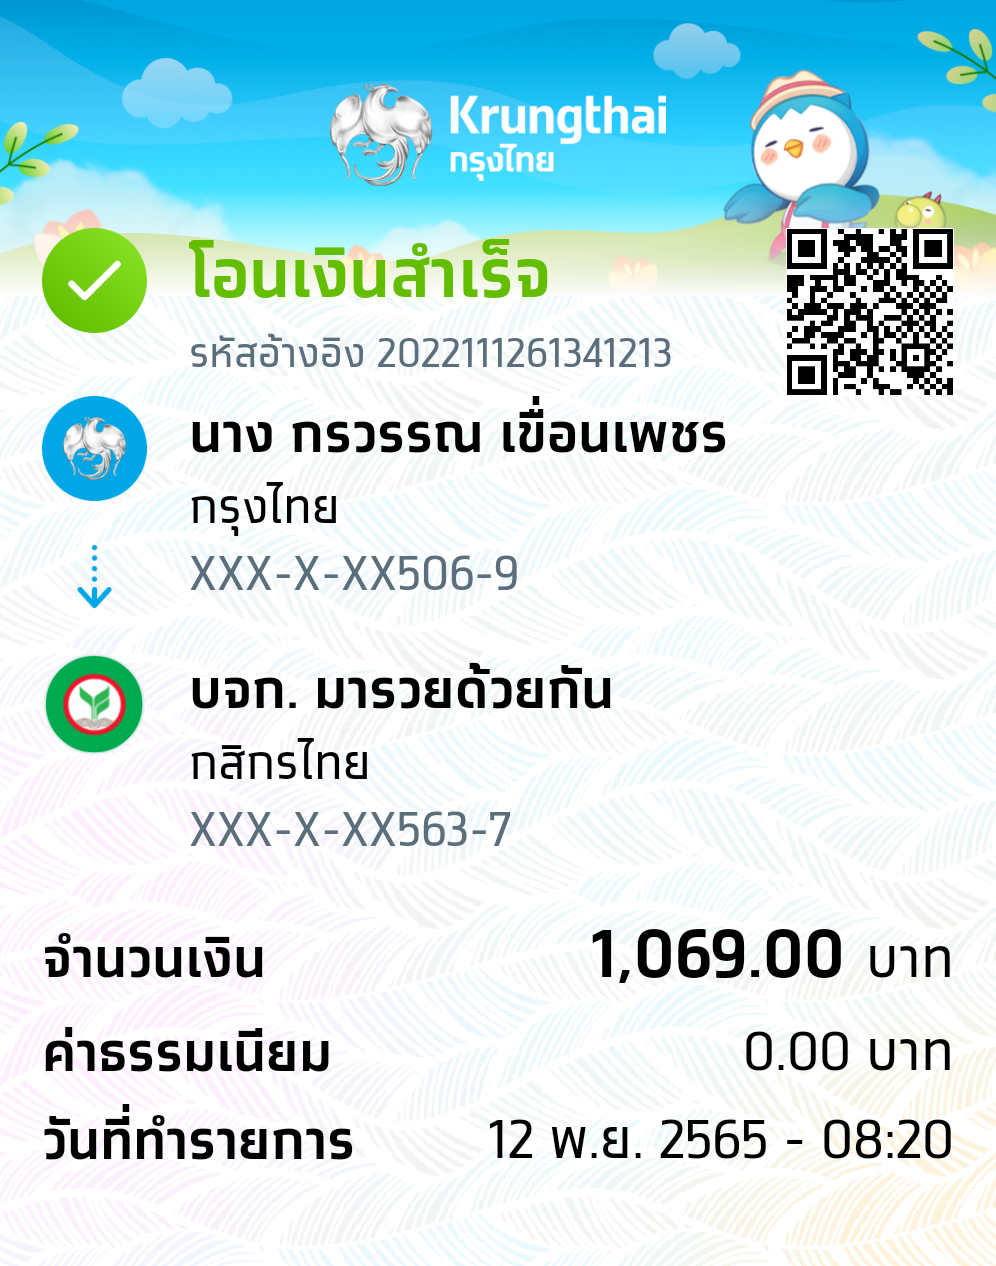 Krungthai
กรุงไทย
โอนเงินสำเร็จ
รหัสอ้างอิง 2022111261341213
นาง กรวรรณ เขื่อนเพชร
กรุงไทย
XXX-X-XX506-9
บจก. มารวยด้วยกัน
กสิกรไทย
XXX-X-XX563-7
จำนวนเงิน 1,069.00 บาท
ค่าธรรมเนียม 0.00 บาท
วันที่ทำรายการ 12 พ.ย. 2565 - 08:20